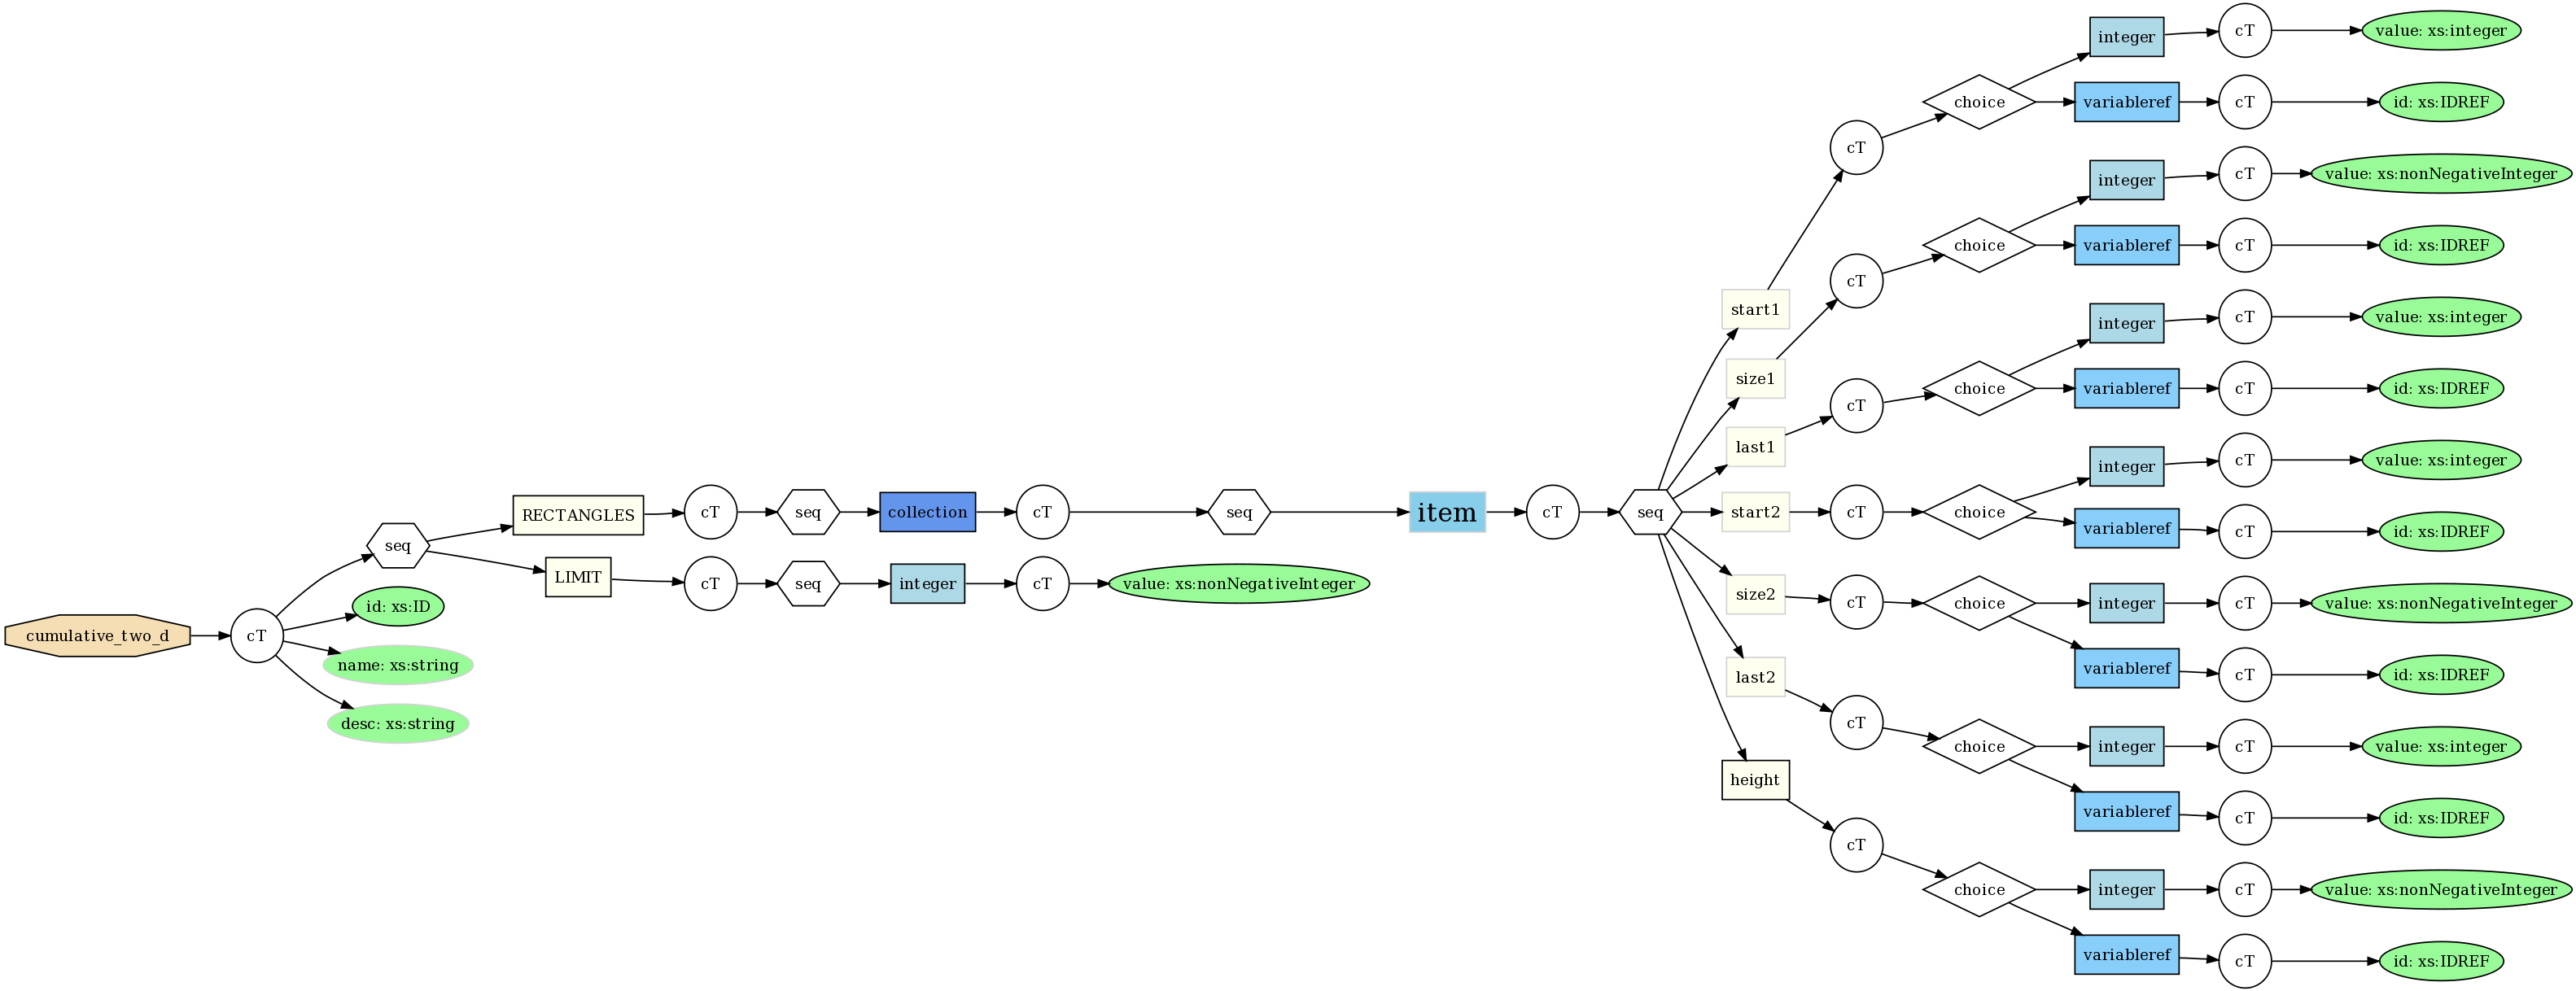 cumulative_two_d
cT
seq
id: xs:ID
name: xs:string
desc: xs:string
RECTANGLES
cT
seq
collection
cT
seq
item
cT
seq
LIMIT
cT
seq
integer
cT
value: xs:nonNegativeInteger
start1
cT
choice
integer
cT
value: xs:integer
variableref
cT
id: xs:IDREF
size1
cT
choice
integer
cT
value: xs:nonNegativeInteger
variableref
cT
id: xs:IDREF
last1
cT
choice
integer
cT
value: xs:integer
variableref
cT
id: xs:IDREF
start2
cT
choice
integer
cT
value: xs:integer
variableref
cT
id: xs:IDREF
size2
cT
choice
integer
cT
value: xs:nonNegativeInteger
variableref
cT
id: xs:IDREF
last2
cT
choice
integer
cT
value: xs:integer
variableref
cT
id: xs:IDREF
height
cT
choice
integer
cT
value: xs:nonNegativeInteger
variableref
cT
id: xs:IDREF